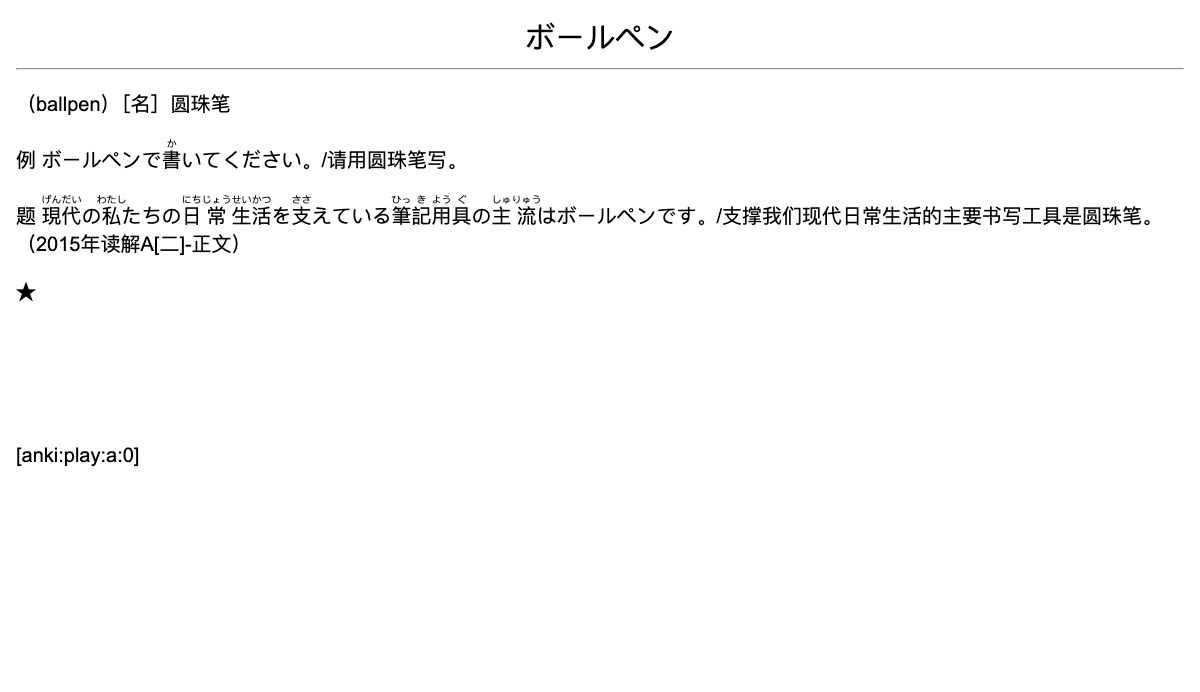 ボールペン
（ballpen）［名］圆珠笔
例 ボールペンで書いてください。/请用圆珠笔写。
か
題 現代の私たちの日常生活を支えている筆記用具の主流はボールペンです。/支撑我们现代日常生活的主要书写工具是圆珠笔。
げんだい わたし にちじょうせいかつ ささ ひっ き よう ぐ しゅりゅう
（2015年读解A[二]-正文）
★
[anki:play:a:0]